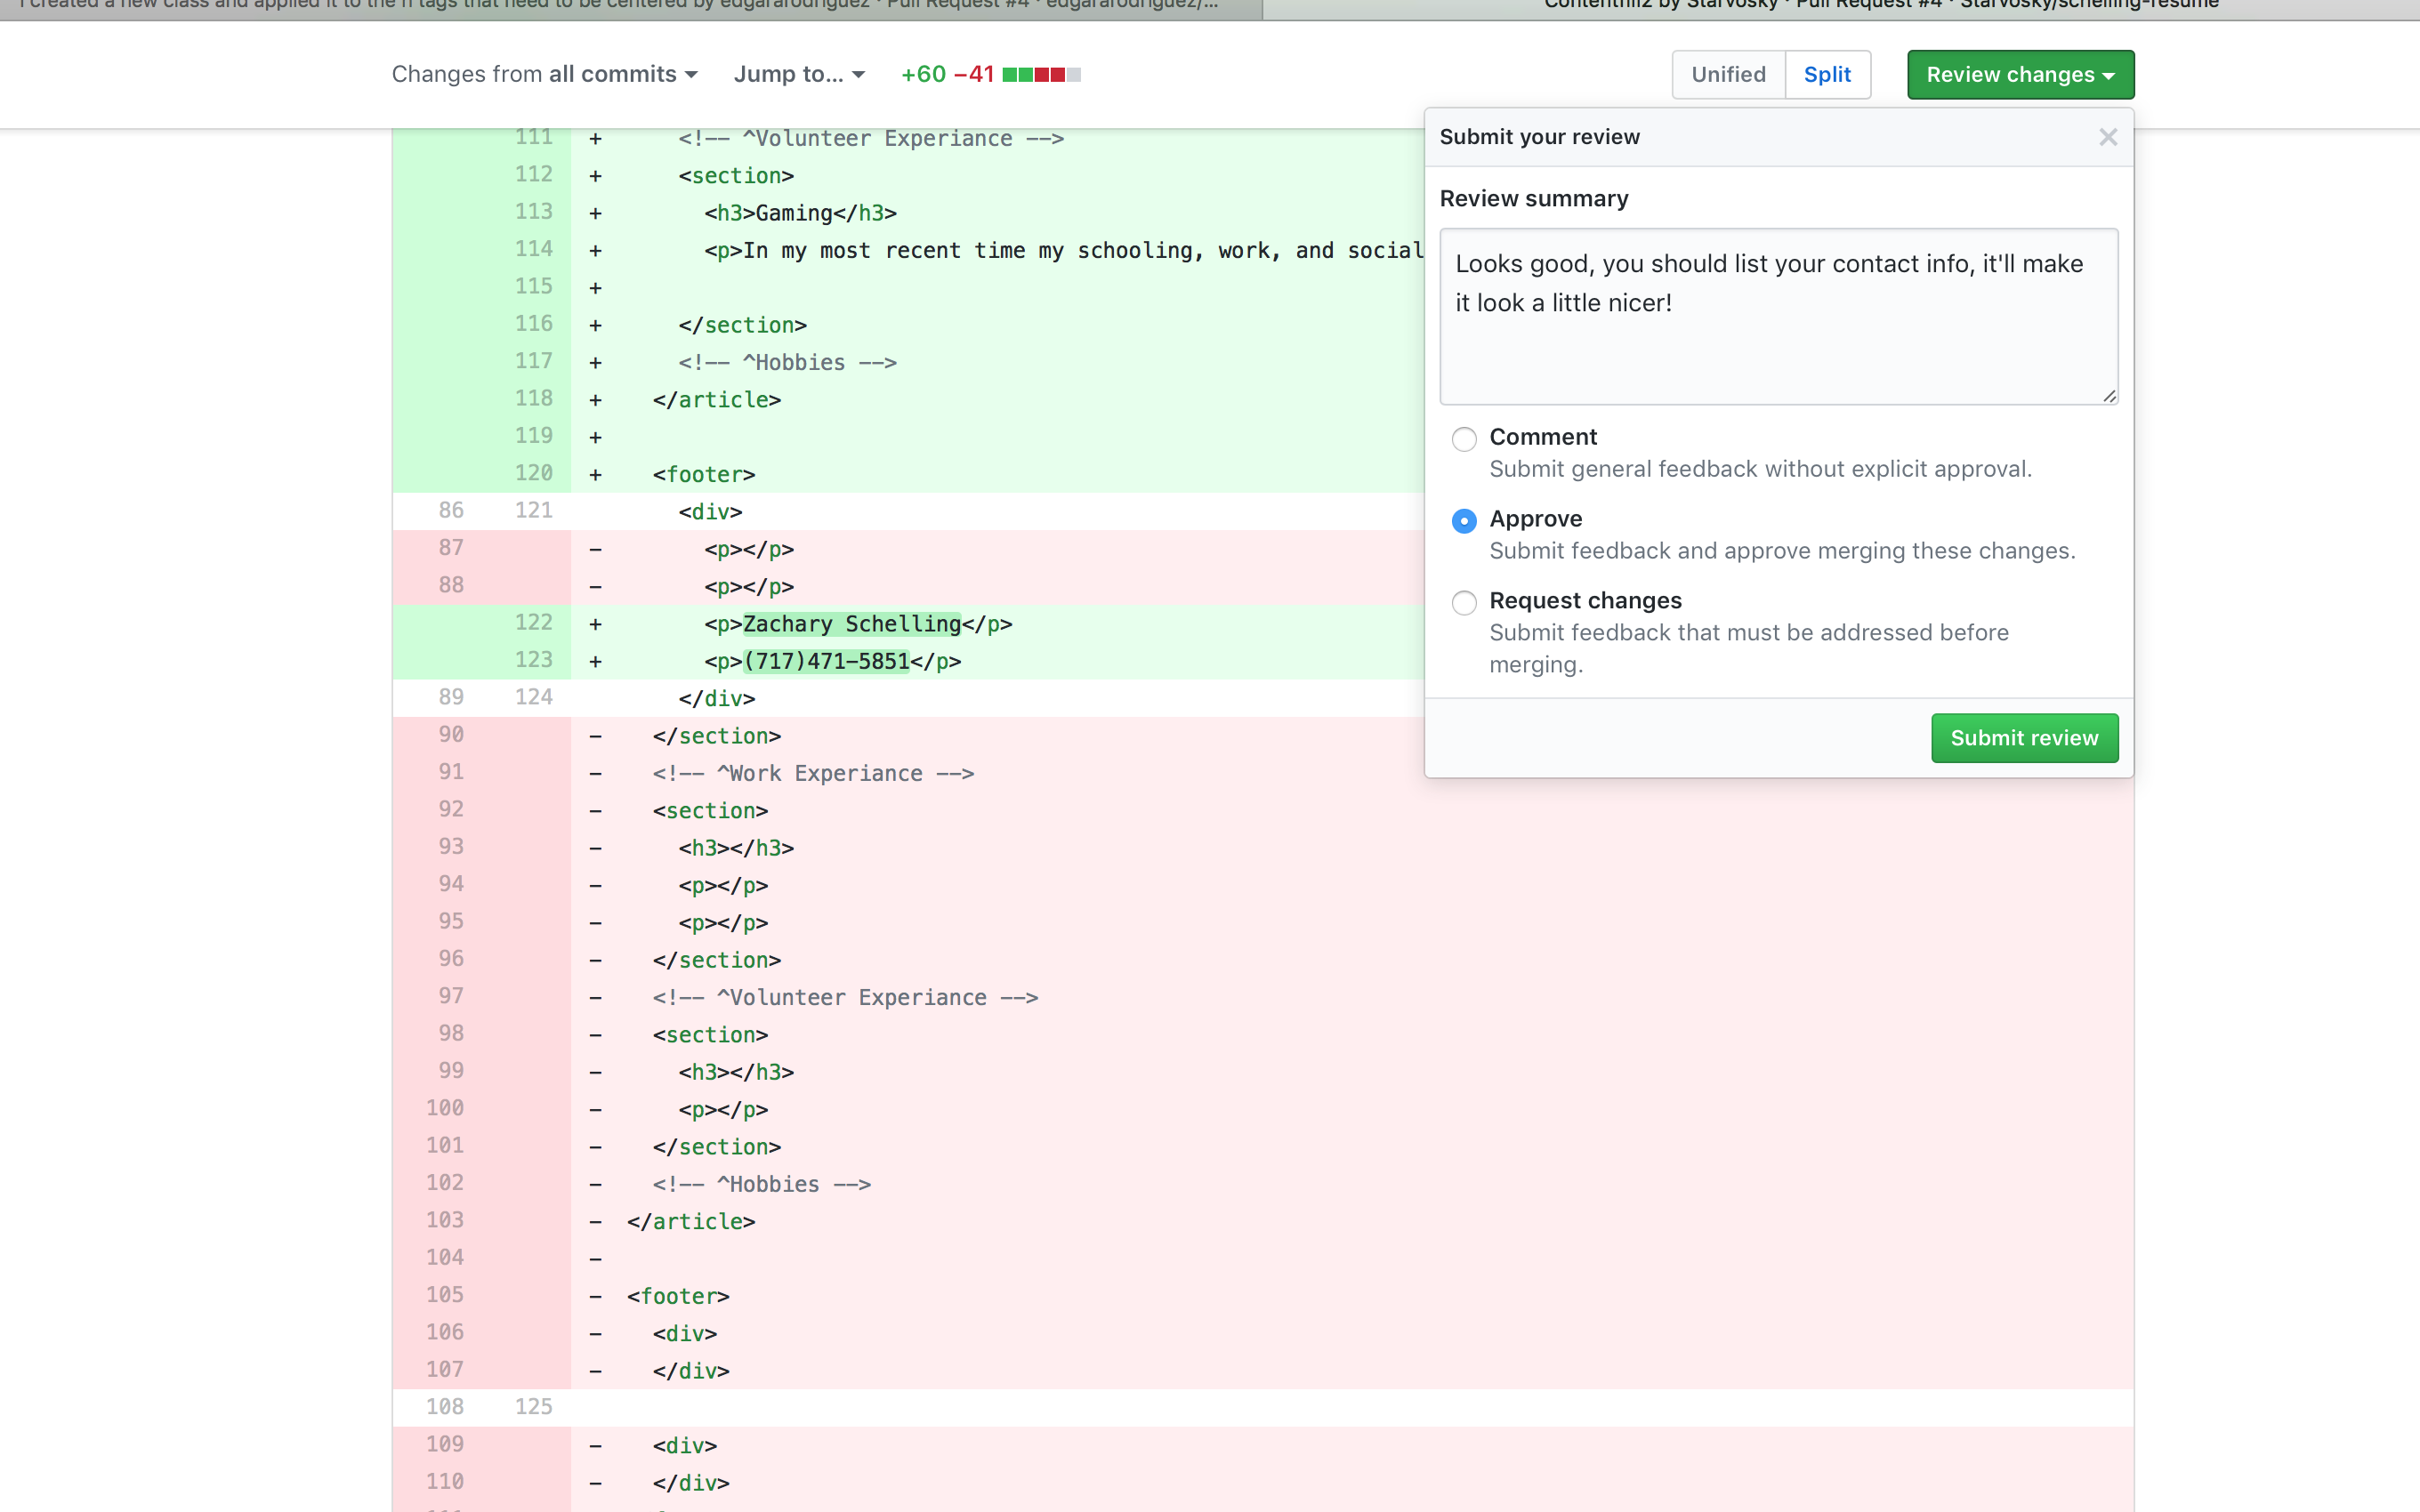 I created a new class and applied it to the h tags that need to be centered by edgararodriguez · Pull Request #4 · edgararodriguez/...
Contentfill2 by Starvosky · Pull Request #4 · Starvosky/schelling-resume
Changes from all commits Jump to... +60 −41 Unified Split Review changes
111 + <!-- ^Volunteer Experiance -->
112 + <section>
113 + <h3>Gaming</h3>
114 + <p>In my most recent time my schooling, work, and social
115 +
116 + </section>
117 + <!-- ^Hobbies -->
118 + </article>
119 +
120 + <footer>
86 121 <div>
87 - <p></p>
88 - <p></p>
122 + <p>Zachary Schelling</p>
123 + <p>(717)471-5851</p>
89 124 </div>
90 - </section>
91 - <!-- ^Work Experiance -->
92 - <section>
93 - <h3></h3>
94 - <p></p>
95 - <p></p>
96 - </section>
97 - <!-- ^Volunteer Experiance -->
98 - <section>
99 - <h3></h3>
100 - <p></p>
101 - </section>
102 - <!-- ^Hobbies -->
103 - </article>
104 -
105 - <footer>
106 - <div>
107 - </div>
108 125
109 - <div>
110 - </div>
Submit your review ×
Review summary
Looks good, you should list your contact info, it'll make
it look a little nicer!
Comment
Submit general feedback without explicit approval.
Approve
Submit feedback and approve merging these changes.
Request changes
Submit feedback that must be addressed before
merging.
Submit review